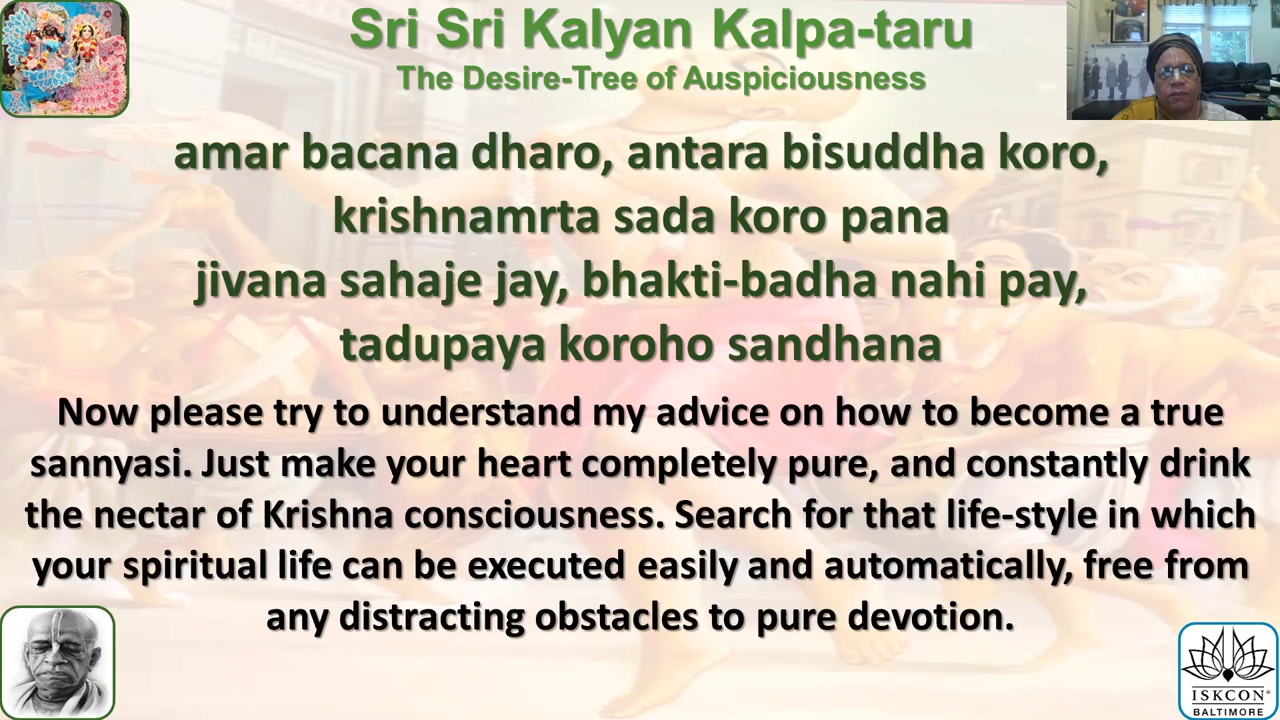 Sri Sri Kalyan Kalpa-taru
The Desire-Tree of Auspiciousness
amar bacana dharo, antara bisuddha koro,
krishnamrta sada koro pana
jivana sahaje jay, bhakti-badha nahi pay,
tadupaya koroho sandhana
Now please try to understand my advice on how to become a true
sannyasi. Just make your heart completely pure, and constantly drink
the nectar of Krishna consciousness. Search for that life-style in which
your spiritual life can be executed easily and automatically, free from
any distracting obstacles to pure devotion.
ISKCON®
BALTIMORE